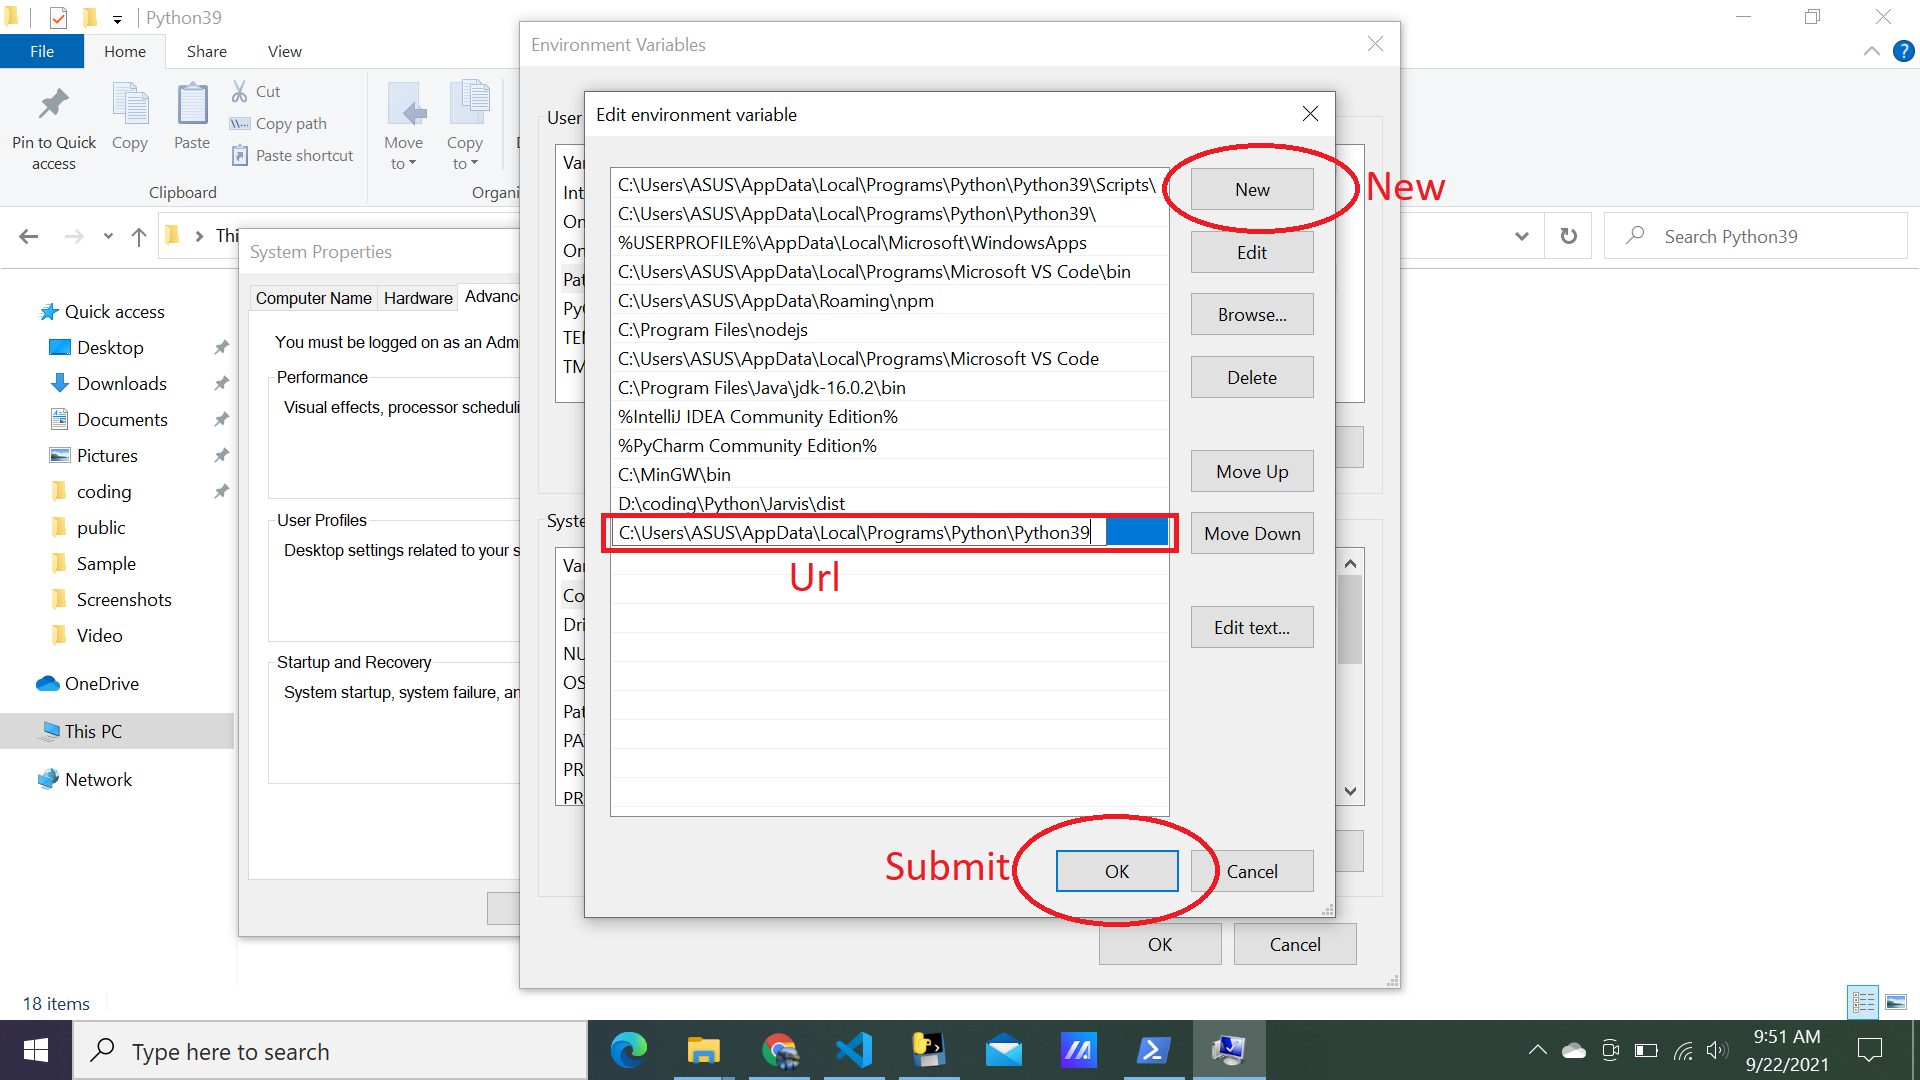 Python39
File
Home
Share
View
Pin to Quick
access
Copy
Paste
Cut
Copy path
Paste shortcut
Move
to
Copy
to
Clipboard
Organi
Thi
Search Python39
Quick access
Desktop
Downloads
Documents
Pictures
coding
public
Sample
Screenshots
Video
OneDrive
This PC
Network
18 items
System Properties
Computer Name
Hardware
Advanc
You must be logged on as an Adm
Performance
Visual effects, processor scheduli
User Profiles
Desktop settings related to your s
Startup and Recovery
System startup, system failure, an
Environment Variables
User
Var
Int
On
On
Pat
PyC
TEM
TM
Syste
Var
Co
Dri
NU
OS
Pat
PA
PR
PR
OK
Cancel
Edit environment variable
C:\Users\ASUS\AppData\Local\Programs\Python\Python39\Scripts\
C:\Users\ASUS\AppData\Local\Programs\Python\Python39\
%USERPROFILE%\AppData\Local\Microsoft\WindowsApps
C:\Users\ASUS\AppData\Local\Programs\Microsoft VS Code\bin
C:\Users\ASUS\AppData\Roaming\npm
C:\Program Files\nodejs
C:\Users\ASUS\AppData\Local\Programs\Microsoft VS Code
C:\Program Files\Java\jdk-16.0.2\bin
%IntelliJ IDEA Community Edition%
%PyCharm Community Edition%
C:\MinGW\bin
D:\coding\Python\Jarvis\dist
C:\Users\ASUS\AppData\Local\Programs\Python\Python39
Url
New
New
Edit
Browse...
Delete
Move Up
Move Down
Edit text...
Submit
OK
Cancel
Type here to search
9:51 AM
9/22/2021